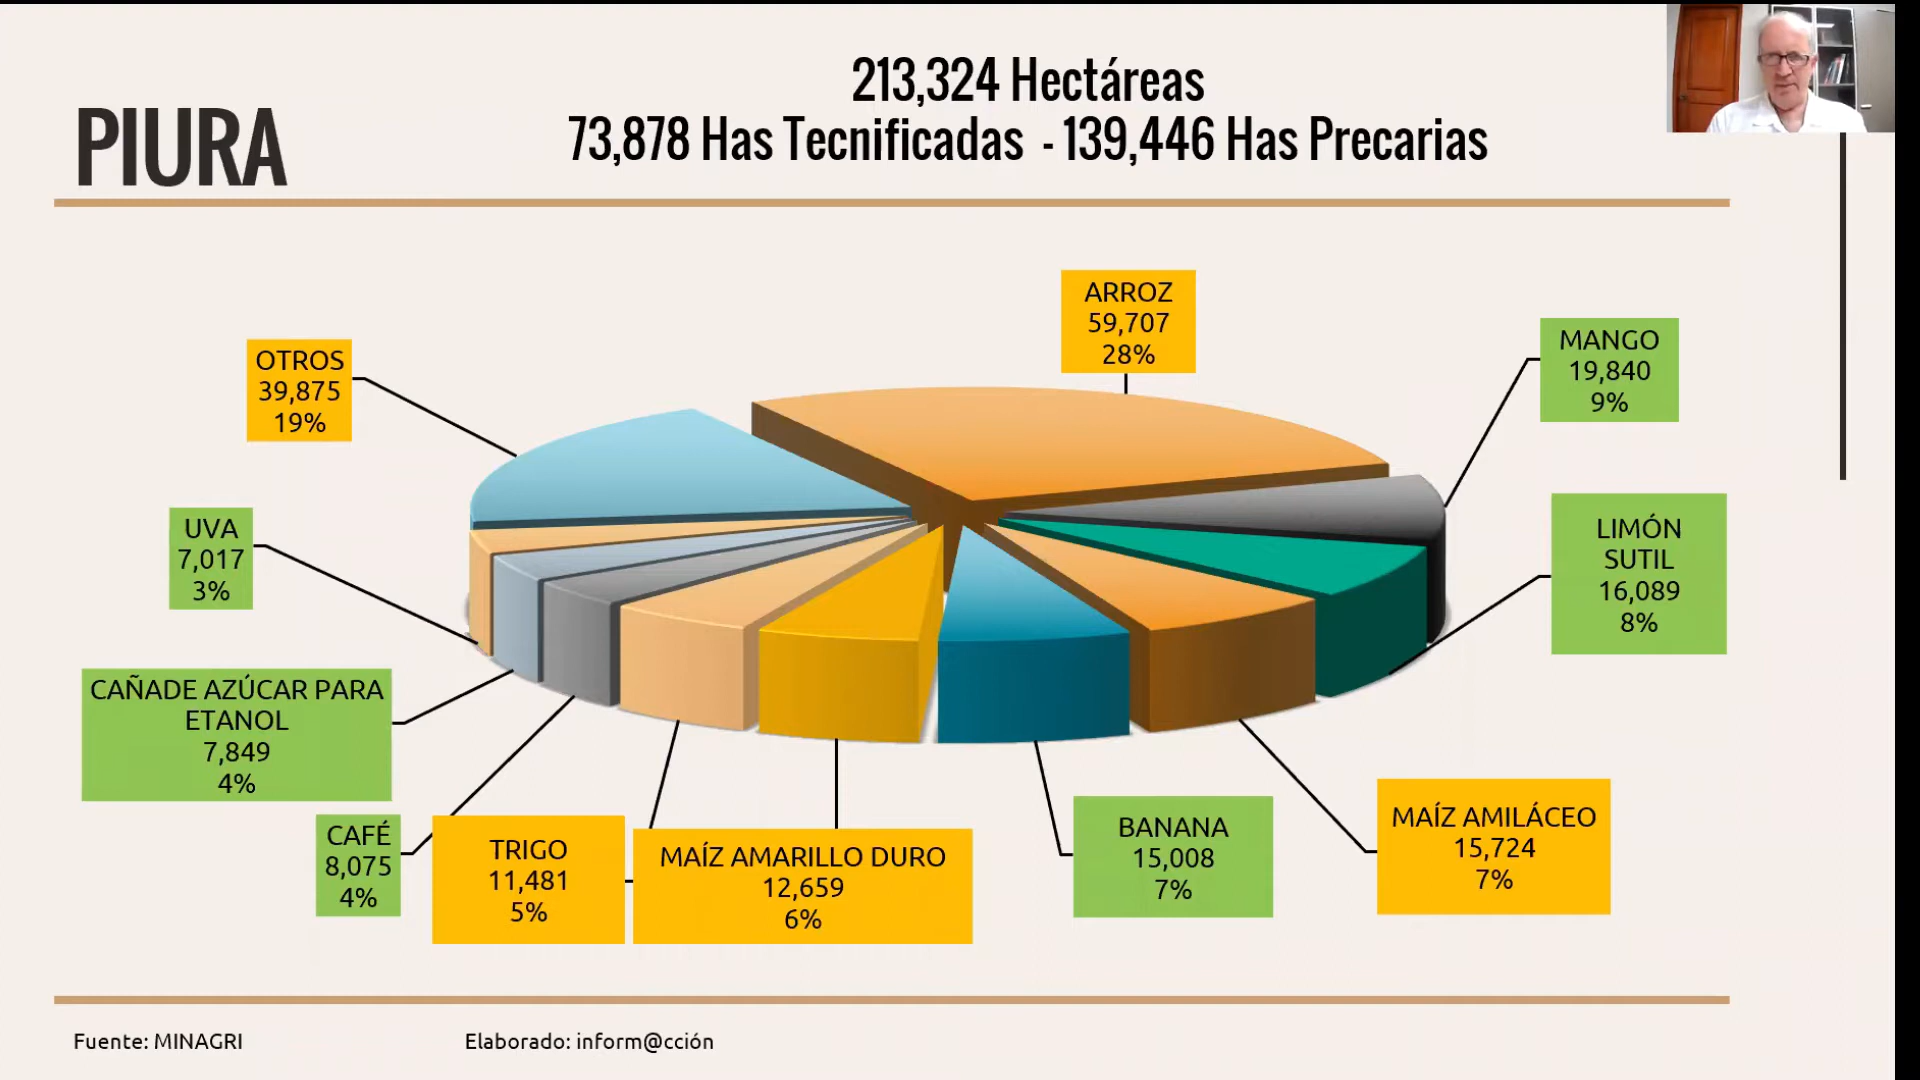 PIURA
213,324 Hectáreas
73,878 Has Tecnificadas - 139,446 Has Precarias
ARROZ
59,707
28%
MANGO
19,840
9%
LIMÓN
SUTIL
16,089
8%
MAÍZ AMILÁCEO
15,724
7%
BANANA
15,008
7%
MAÍZ AMARILLO DURO
12,659
6%
TRIGO
11,481
5%
CAFÉ
8,075
4%
CAÑADE AZÚCAR PARA
ETANOL
7,849
4%
UVA
7,017
3%
OTROS
39,875
19%
Fuente: MINAGRI
Elaborado: inform@cción